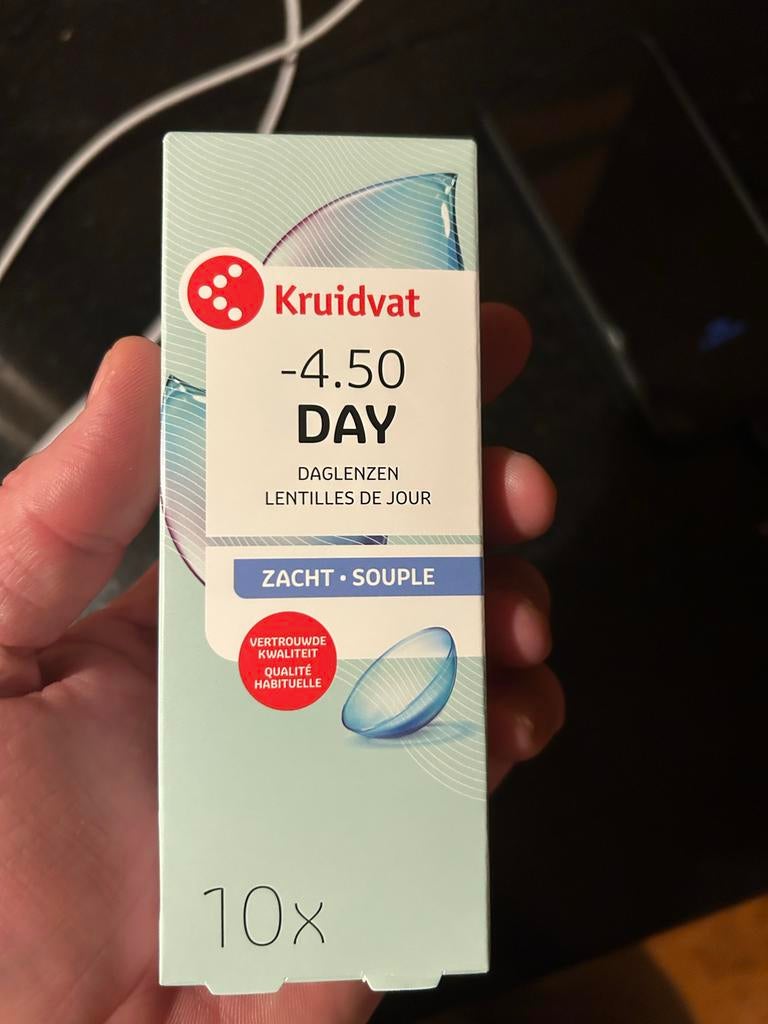 Kruidvat
-4.50
DAY
DAGLENZEN
LENTILLES DE JOUR
ZACHT • SOUPLE
VERTROUWDE
KWALITEIT
QUALITÉ
HABITUELLE
10x